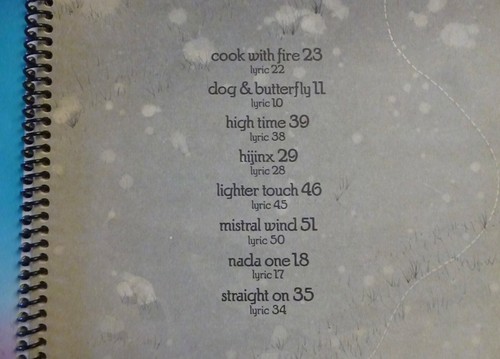 cook with fire 23
lyric 22
dog & butterfly 11
lyric 10
high time 39
lyric 38
hijinx 29
lyric 28
lighter touch 46
lyric 45
mistral wind 51
lyric 50
nada one 18
lyric 17
straight on 35
lyric 34